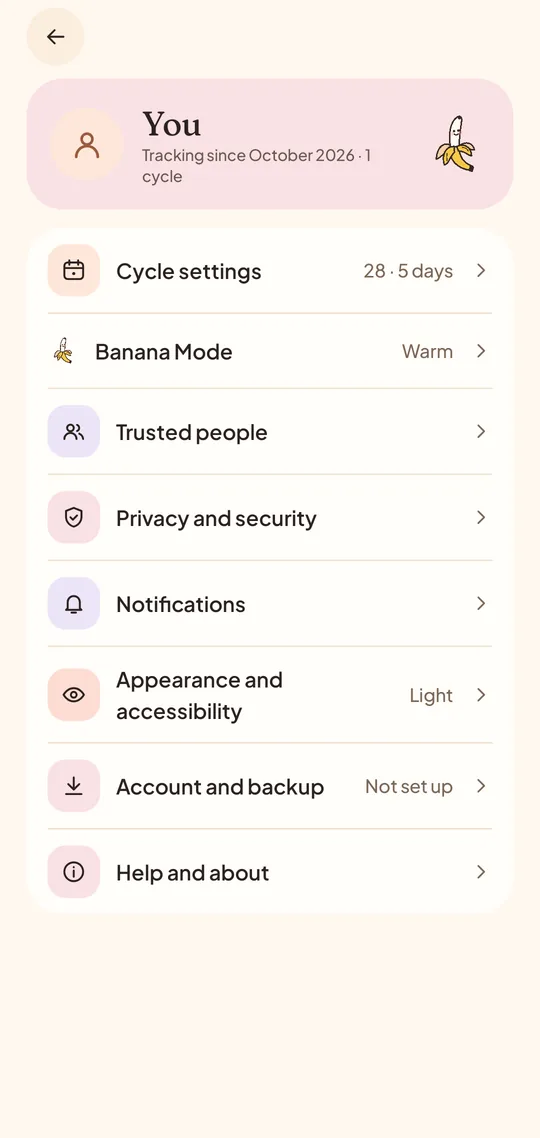 You
Tracking since October 2026 · 1
cycle
Cycle settings
28 · 5 days
Banana Mode
Warm
Trusted people
Privacy and security
Notifications
Appearance and
accessibility
Light
Account and backup
Not set up
Help and about